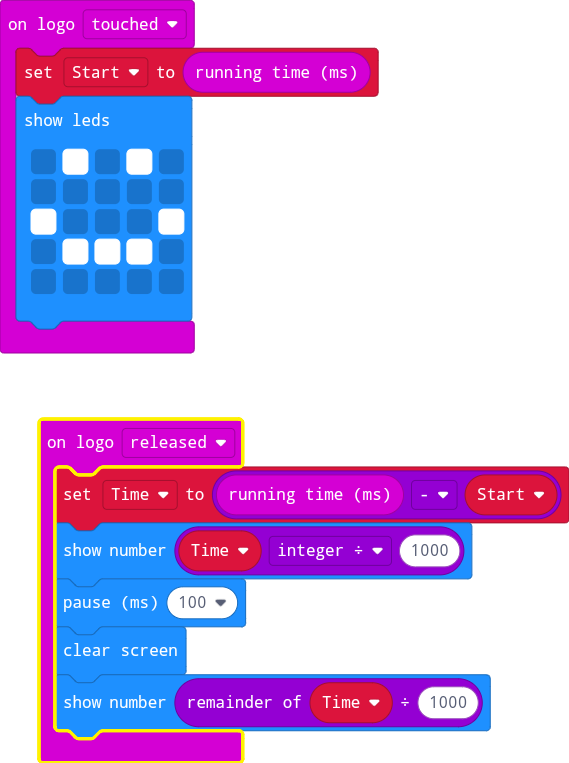 on logo touched
set Start to running time (ms)
show leds
on logo released
set Time to running time (ms) - Start
show number Time integer ÷ 1000
pause (ms) 100
clear screen
show number remainder of Time ÷ 1000